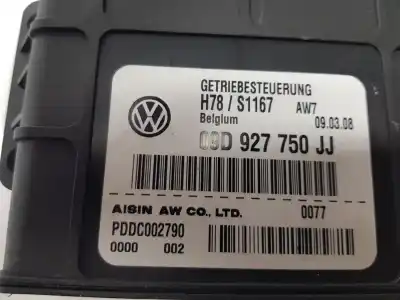 GETRIEBESTEUERUNG
H78 / S1167 AW7
Belgium 09.03.08
09D 927 750 JJ
AISIN AW CO., LTD. 0077
PDDC002790
0000 002